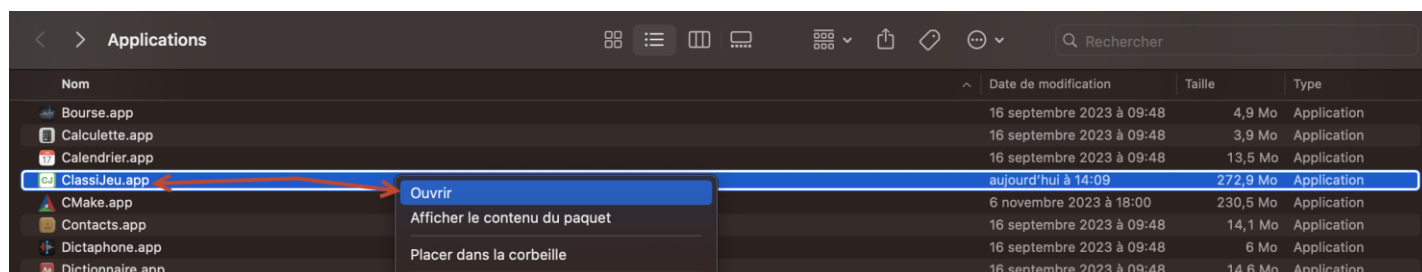 Applications
Rechercher
Nom Date de modification Taille Type
Bourse.app 16 septembre 2023 à 09:48 4,9 Mo Application
Calculette.app 16 septembre 2023 à 09:48 3,9 Mo Application
17 Calendrier.app 16 septembre 2023 à 09:48 13,5 Mo Application
CJ ClassiJeu.app aujourd'hui à 14:09 272,9 Mo Application
Ouvrir
CMake.app 6 novembre 2023 à 18:00 230,5 Mo Application
Afficher le contenu du paquet
Contacts.app 16 septembre 2023 à 09:48 14,1 Mo Application
Dictaphone.app 16 septembre 2023 à 09:48 6 Mo Application
Placer dans la corbeille
Dictionnaire.app 16 septembre 2023 à 09:48 14,6 Mo Application